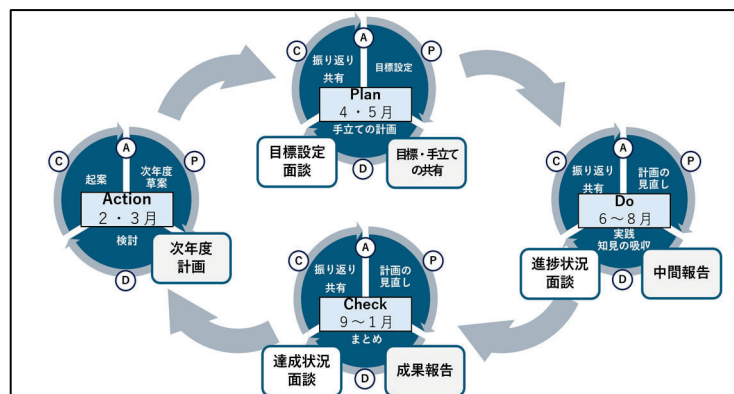 C
A
P
振り返り
共有
目標設定
Plan
4・5月
手立ての計画
D
目標設定
面談
目標・手立て
の共有
C
A
P
振り返り
共有
計画の
見直し
Do
6～8月
実践
知見の吸収
D
進捗状況
面談
中間報告
C
A
P
振り返り
共有
計画の
見直し
Check
9～1月
まとめ
D
達成状況
面談
成果報告
C
A
P
起案
次年度
草案
Action
2・3月
検討
D
次年度
計画